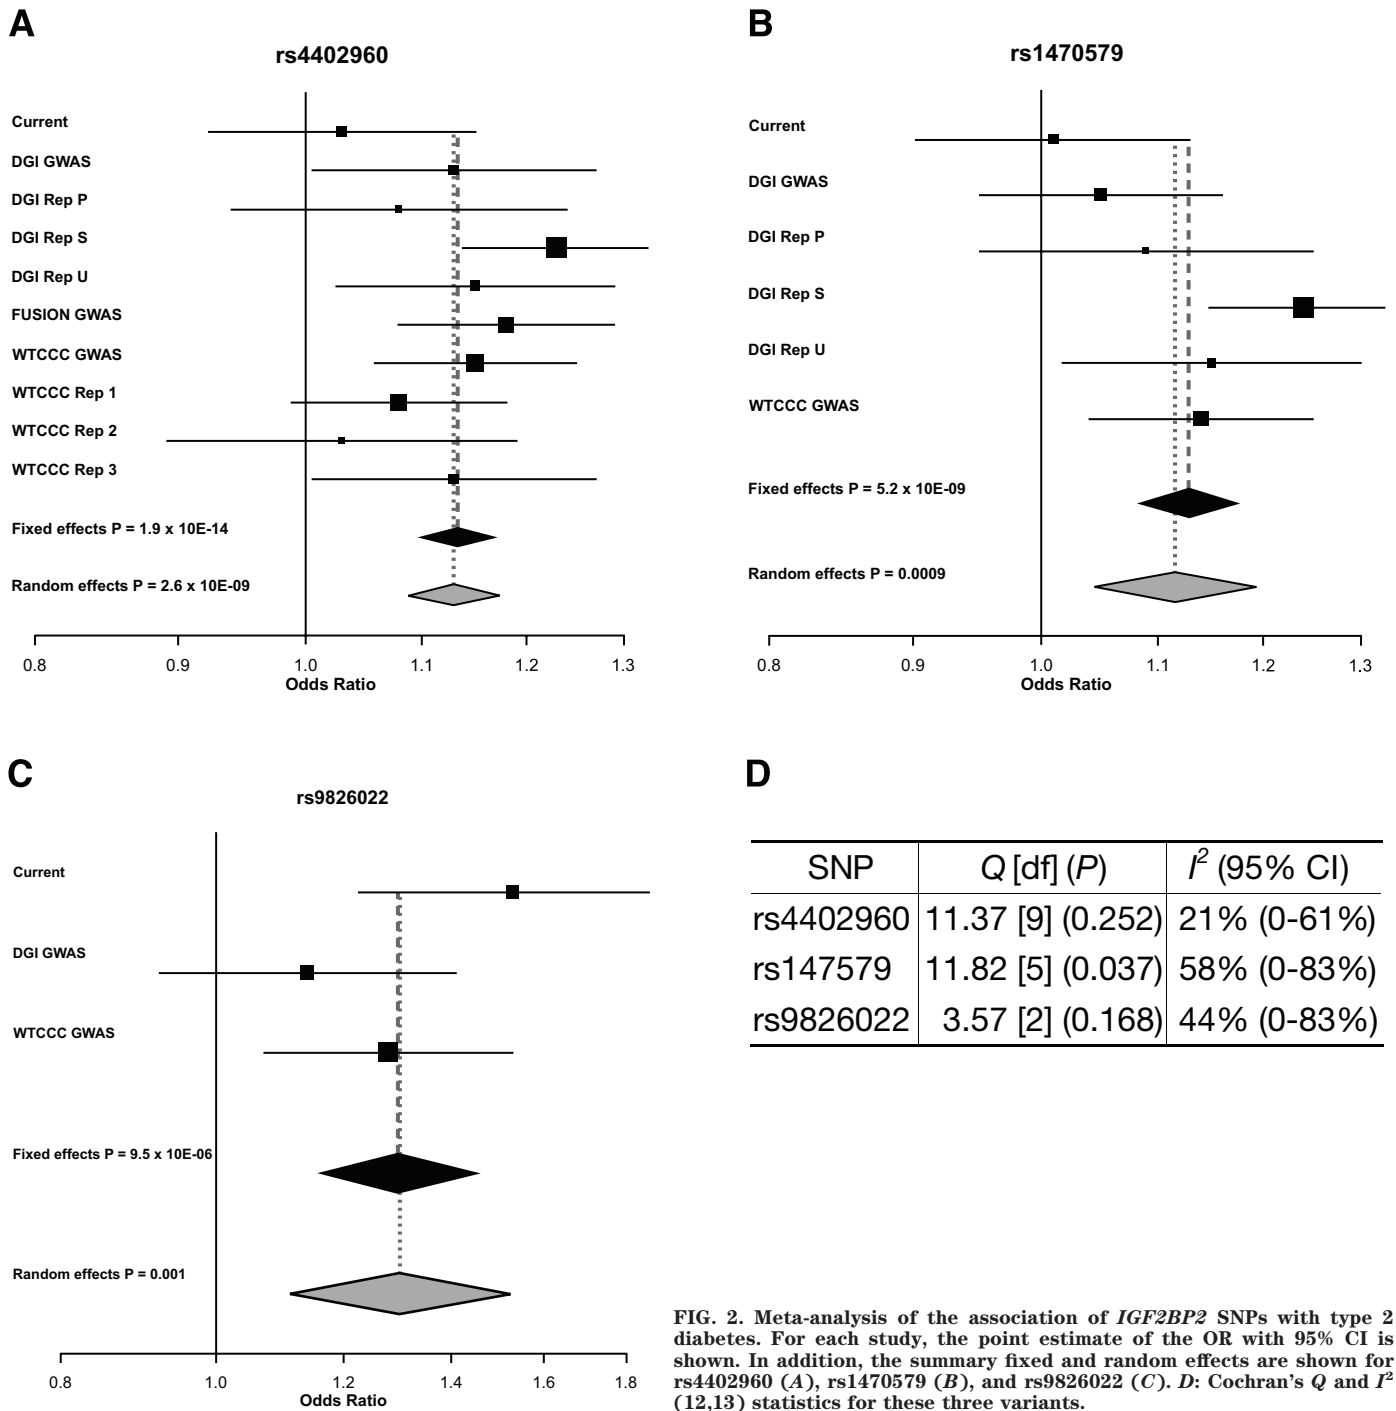 A
rs4402960
Current
DGI GWAS
DGI Rep P
DGI Rep S
DGI Rep U
FUSION GWAS
WTCCC GWAS
WTCCC Rep 1
WTCCC Rep 2
WTCCC Rep 3
Fixed effects P = 1.9 x 10E-14
Random effects P = 2.6 x 10E-09
0.8 0.9 1.0 1.1 1.2 1.3
Odds Ratio
B
rs1470579
Current
DGI GWAS
DGI Rep P
DGI Rep S
DGI Rep U
WTCCC GWAS
Fixed effects P = 5.2 x 10E-09
Random effects P = 0.0009
0.8 0.9 1.0 1.1 1.2 1.3
Odds Ratio
C
rs9826022
Current
DGI GWAS
WTCCC GWAS
Fixed effects P = 9.5 x 10E-06
Random effects P = 0.001
0.8 1.0 1.2 1.4 1.6 1.8
Odds Ratio
D
SNP Q [df] (P) I² (95% CI)
rs4402960 11.37 [9] (0.252) 21% (0-61%)
rs147579 11.82 [5] (0.037) 58% (0-83%)
rs9826022 3.57 [2] (0.168) 44% (0-83%)
FIG. 2. Meta-analysis of the association of IGF2BP2 SNPs with type 2
diabetes. For each study, the point estimate of the OR with 95% CI is
shown. In addition, the summary fixed and random effects are shown for
rs4402960 (A), rs1470579 (B), and rs9826022 (C). D: Cochran's Q and I²
(12,13) statistics for these three variants.